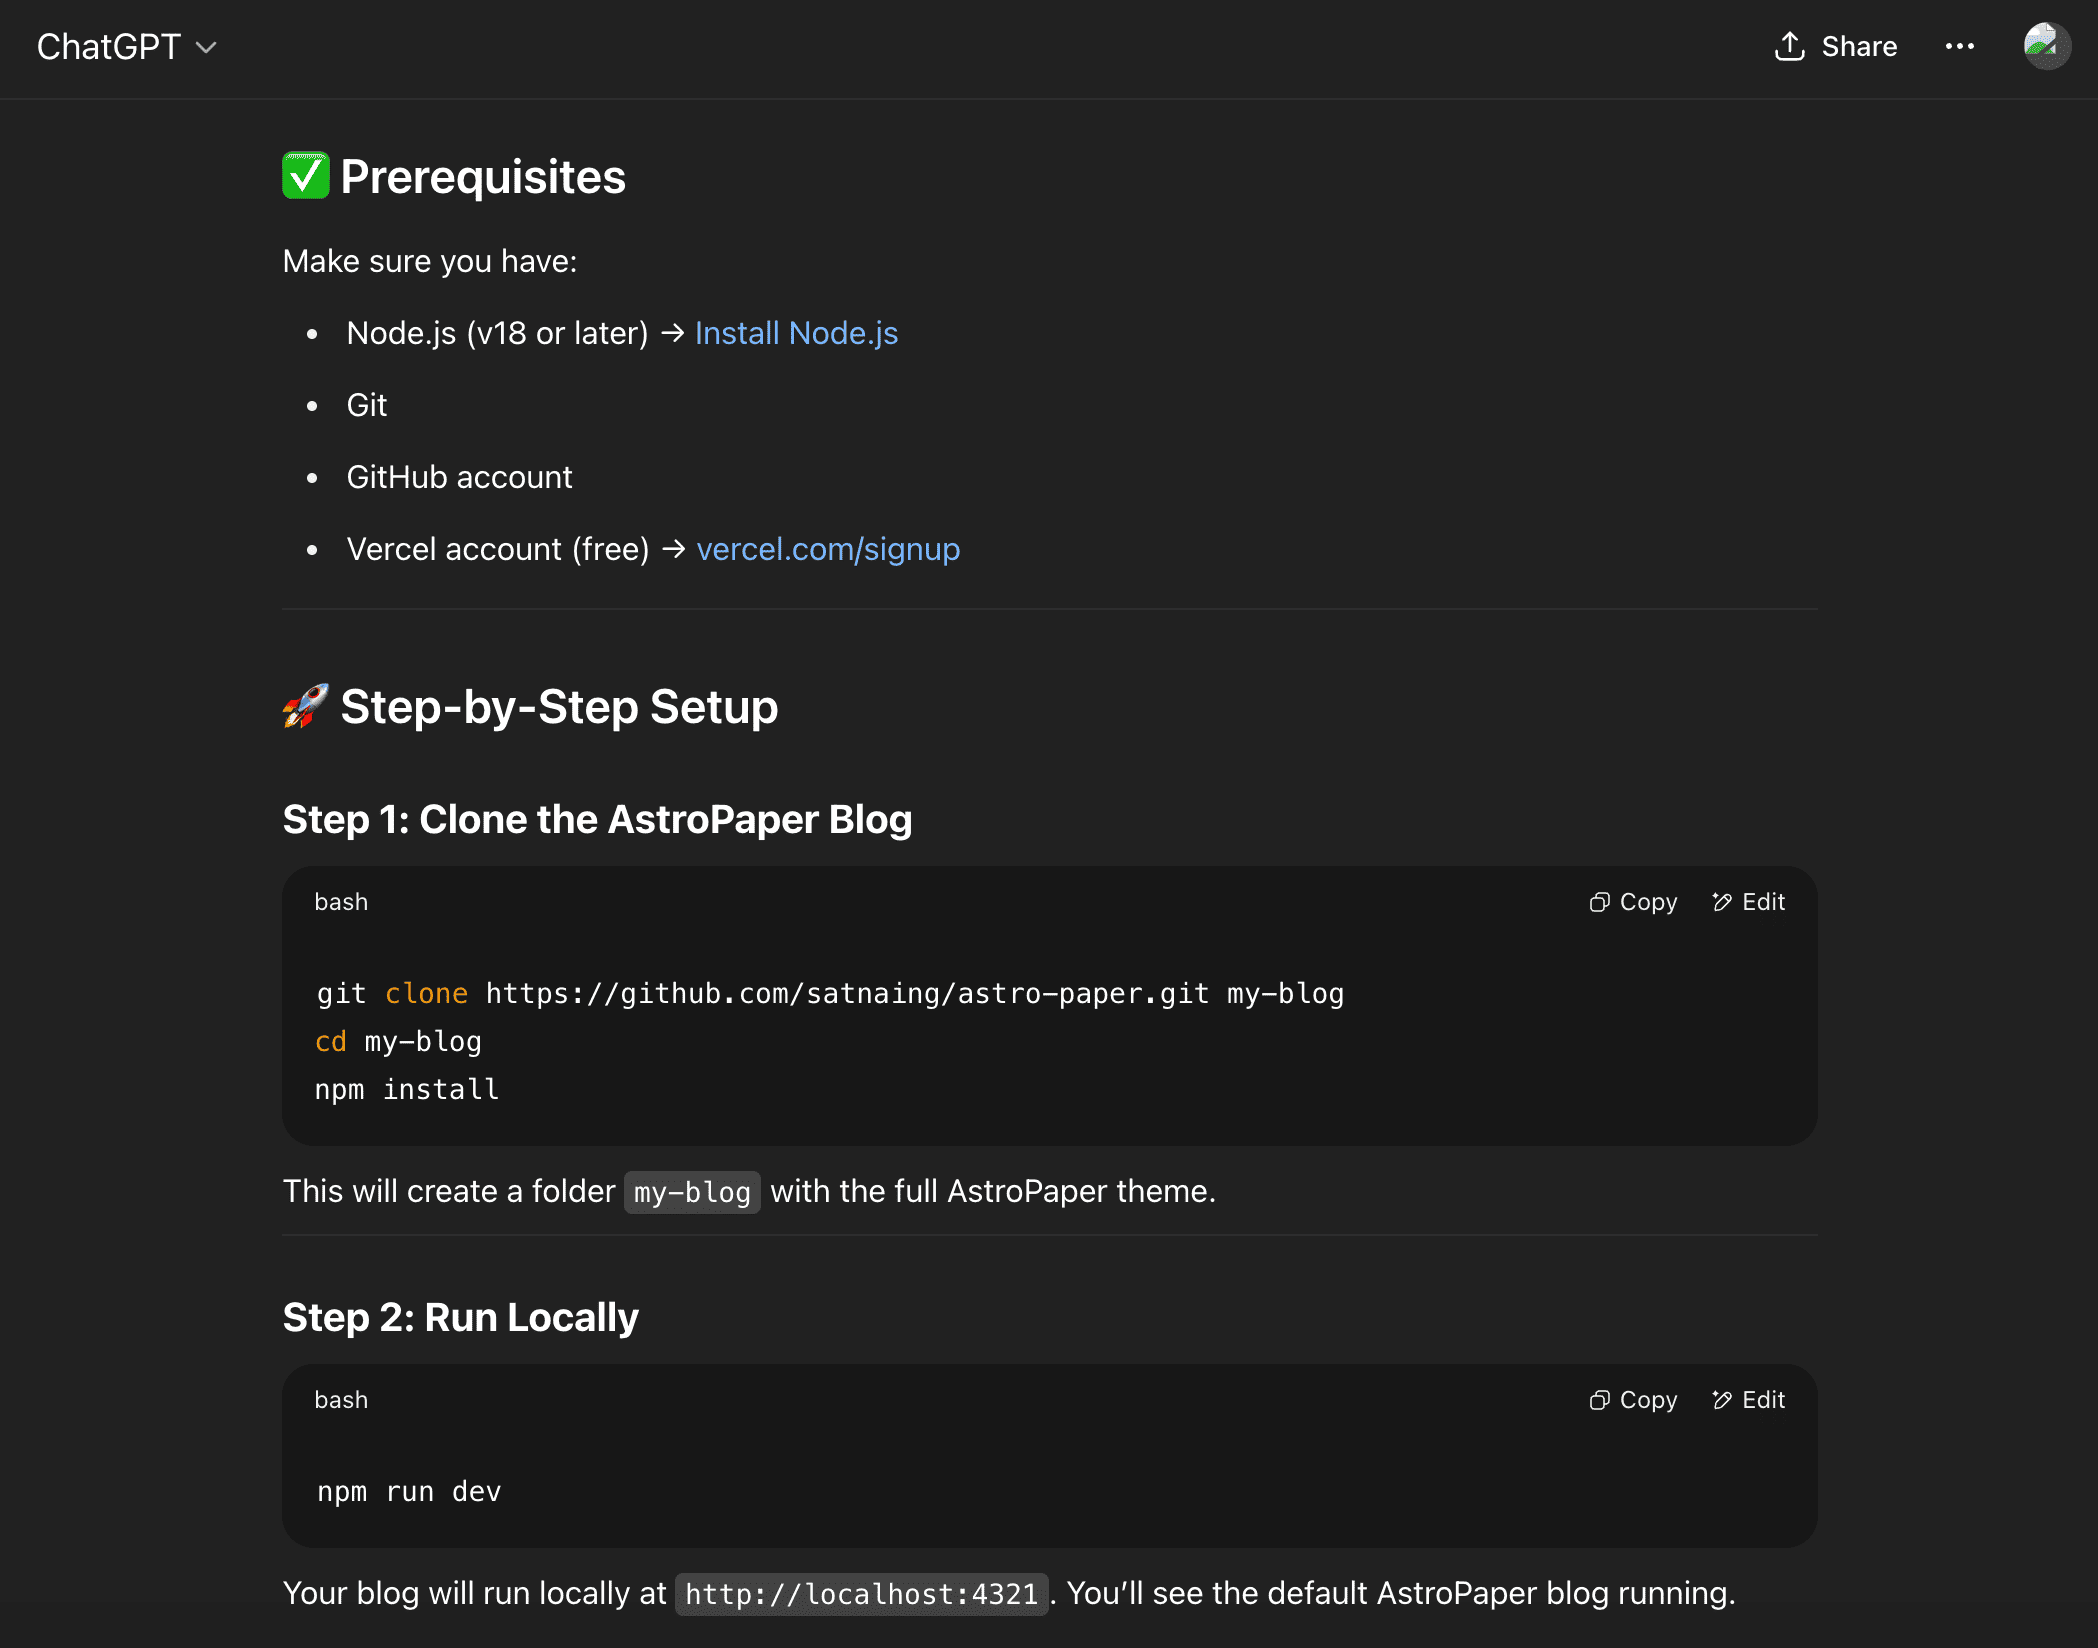 ChatGPT
Share
✅ Prerequisites
Make sure you have:
• Node.js (v18 or later) → Install Node.js
• Git
• GitHub account
• Vercel account (free) → vercel.com/signup
🚀 Step-by-Step Setup
Step 1: Clone the AstroPaper Blog
bash Copy Edit
git clone https://github.com/satnaing/astro-paper.git my-blog
cd my-blog
npm install
This will create a folder my-blog with the full AstroPaper theme.
Step 2: Run Locally
bash Copy Edit
npm run dev
Your blog will run locally at http://localhost:4321. You’ll see the default AstroPaper blog running.